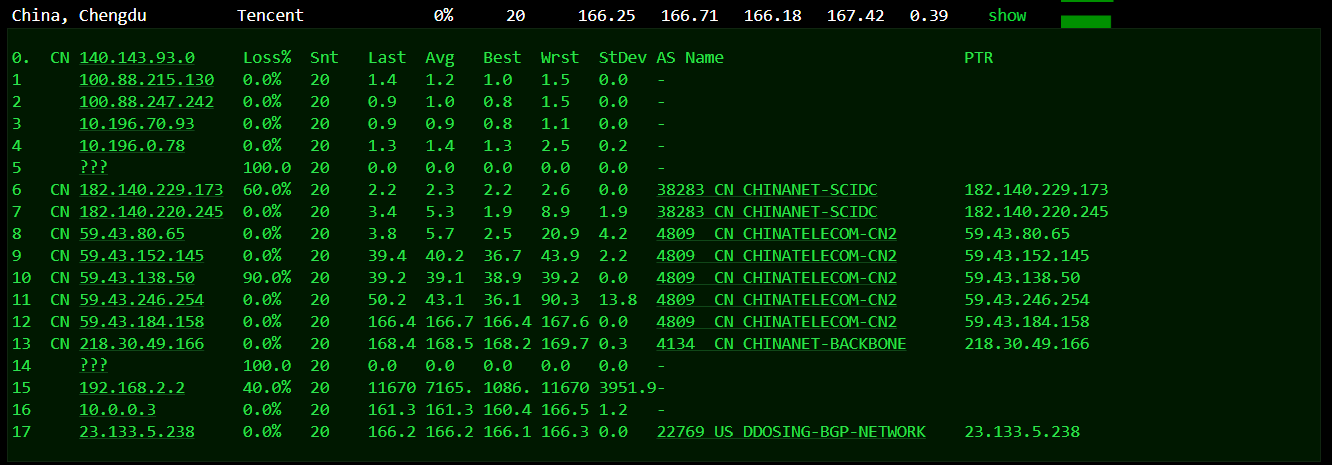 China, Chengdu Tencent 0% 20 166.25 166.71 166.18 167.42 0.39 show
0. CN 140.143.93.0 Loss% Snt Last Avg Best Wrst StDev AS Name PTR
1 100.88.215.130 0.0% 20 1.4 1.2 1.0 1.5 0.0 -
2 100.88.247.242 0.0% 20 0.9 1.0 0.8 1.5 0.0 -
3 10.196.70.93 0.0% 20 0.9 0.9 0.8 1.1 0.0 -
4 10.196.0.78 0.0% 20 1.3 1.4 1.3 2.5 0.2 -
5 ??? 100.0 20 0.0 0.0 0.0 0.0 0.0 -
6 CN 182.140.229.173 60.0% 20 2.2 2.3 2.2 2.6 0.0 38283 CN CHINANET-SCIDC 182.140.229.173
7 CN 182.140.220.245 0.0% 20 3.4 5.3 1.9 8.9 1.9 38283 CN CHINANET-SCIDC 182.140.220.245
8 CN 59.43.80.65 0.0% 20 3.8 5.7 2.5 20.9 4.2 4809 CN CHINATELECOM-CN2 59.43.80.65
9 CN 59.43.152.145 0.0% 20 39.4 40.2 36.7 43.9 2.2 4809 CN CHINATELECOM-CN2 59.43.152.145
10 CN 59.43.138.50 90.0% 20 39.2 39.1 38.9 39.2 0.0 4809 CN CHINATELECOM-CN2 59.43.138.50
11 CN 59.43.246.254 0.0% 20 50.2 43.1 36.1 90.3 13.8 4809 CN CHINATELECOM-CN2 59.43.246.254
12 CN 59.43.184.158 0.0% 20 166.4 166.7 166.4 167.6 0.0 4809 CN CHINATELECOM-CN2 59.43.184.158
13 CN 218.30.49.166 0.0% 20 168.4 168.5 168.2 169.7 0.3 4134 CN CHINANET-BACKBONE 218.30.49.166
14 ??? 100.0 20 0.0 0.0 0.0 0.0 0.0 -
15 192.168.2.2 40.0% 20 11670 7165. 1086. 11670 3951.9-
16 10.0.0.3 0.0% 20 161.3 161.3 160.4 166.5 1.2 -
17 23.133.5.238 0.0% 20 166.2 166.2 166.1 166.3 0.0 22769 US DDOSING-BGP-NETWORK 23.133.5.238